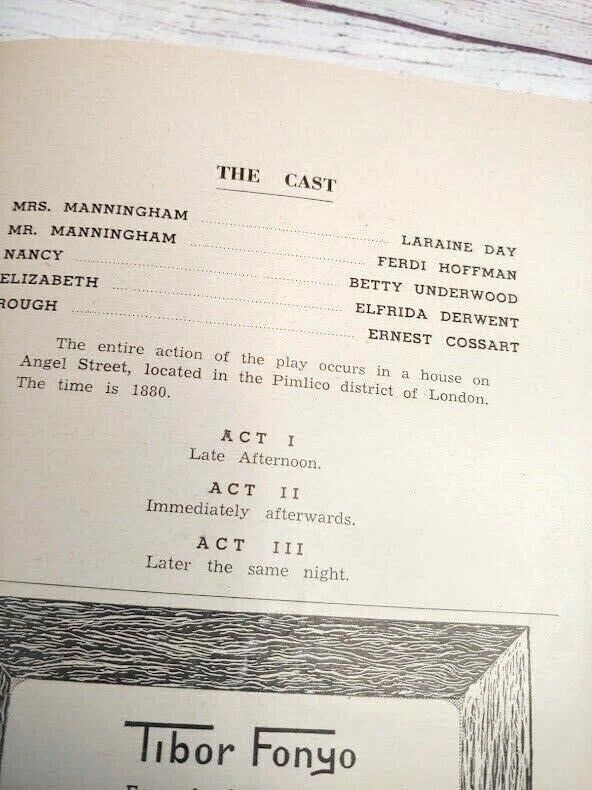 THE CAST
MRS. MANNINGHAM LARAINE DAY
MR. MANNINGHAM FERDI HOFFMAN
NANCY BETTY UNDERWOOD
ELIZABETH ELFRIDA DERWENT
ROUGH ERNEST COSSART
The entire action of the play occurs in a house on
Angel Street, located in the Pimlico district of London.
The time is 1880.
ACT I
Late Afternoon.
ACT II
Immediately afterwards.
ACT III
Later the same night.
Tibor Fonyo